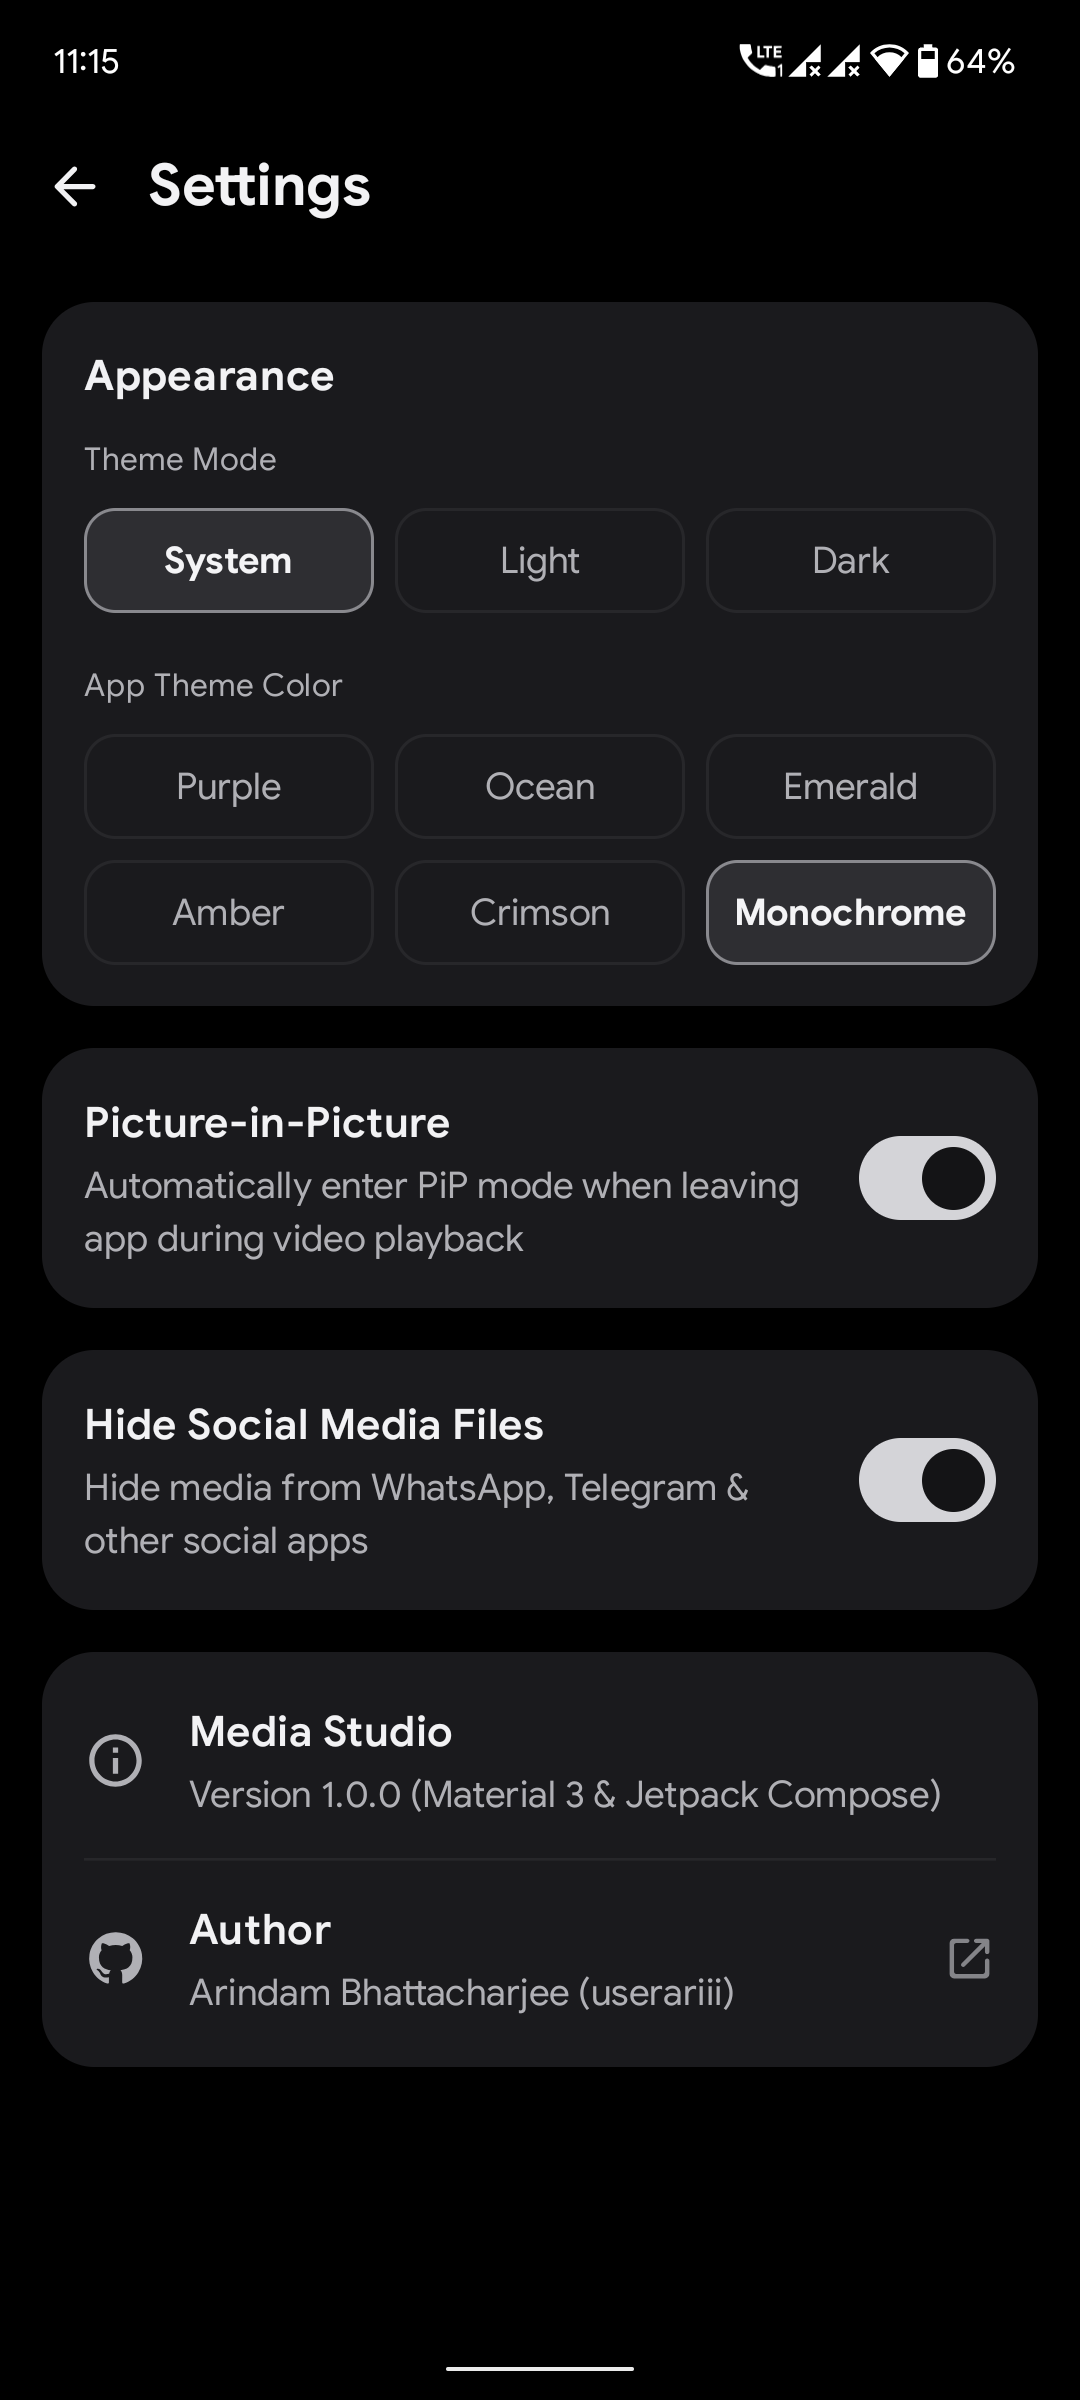 11:15
LTE
1
64%
Settings
Appearance
Theme Mode
System
Light
Dark
App Theme Color
Purple
Ocean
Emerald
Amber
Crimson
Monochrome
Picture-in-Picture
Automatically enter PiP mode when leaving
app during video playback
Hide Social Media Files
Hide media from WhatsApp, Telegram &
other social apps
Media Studio
Version 1.0.0 (Material 3 & Jetpack Compose)
Author
Arindam Bhattacharjee (userariii)